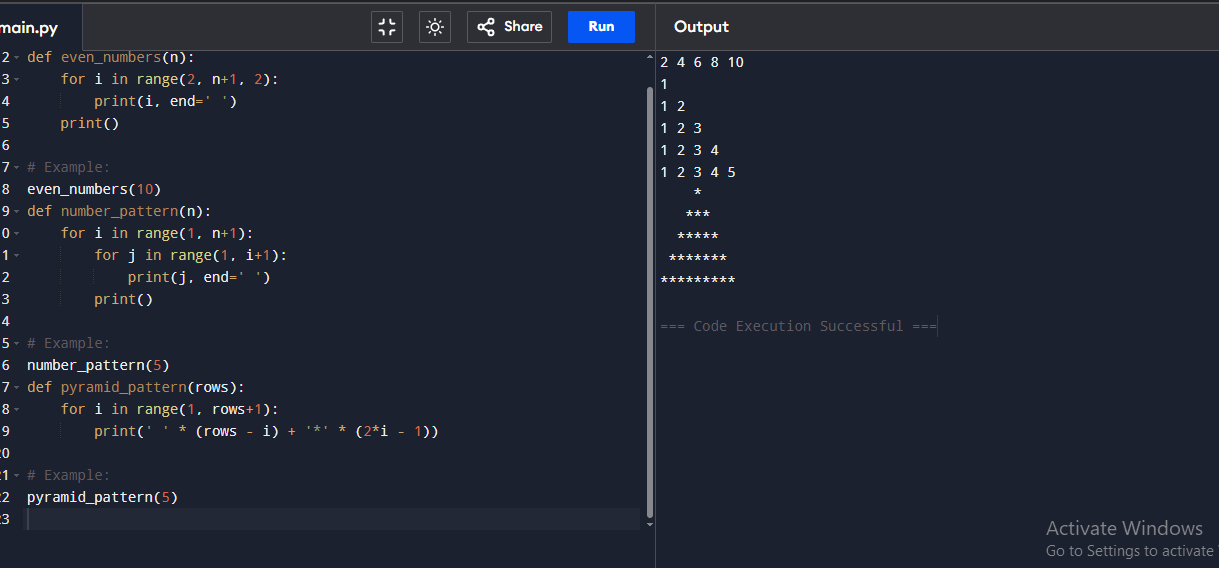 main.py
Share
Run
Output
2 def even_numbers(n):
3     for i in range(2, n+1, 2):
4         print(i, end=' ')
5     print()
6
7 # Example:
8 even_numbers(10)
9 def number_pattern(n):
0     for i in range(1, n+1):
1         for j in range(1, i+1):
2             print(j, end=' ')
3         print()
4
5 # Example:
6 number_pattern(5)
7 def pyramid_pattern(rows):
8     for i in range(1, rows+1):
9         print(' ' * (rows - i) + '*' * (2*i - 1))
20
21 # Example:
22 pyramid_pattern(5)
23
2 4 6 8 10
1
1 2
1 2 3
1 2 3 4
1 2 3 4 5
    *
   ***
  *****
 *******
*********
=== Code Execution Successful ===
Activate Windows
Go to Settings to activate